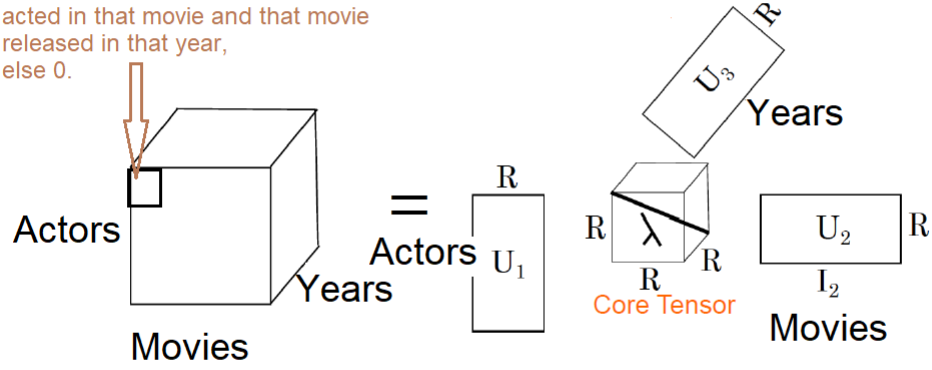 acted in that movie and that movie
released in that year,
else 0.
Actors
Years
Movies
=
R
Actors
U1
R
U3
Years
R
λ
R
R
Core Tensor
U2
R
I2
Movies